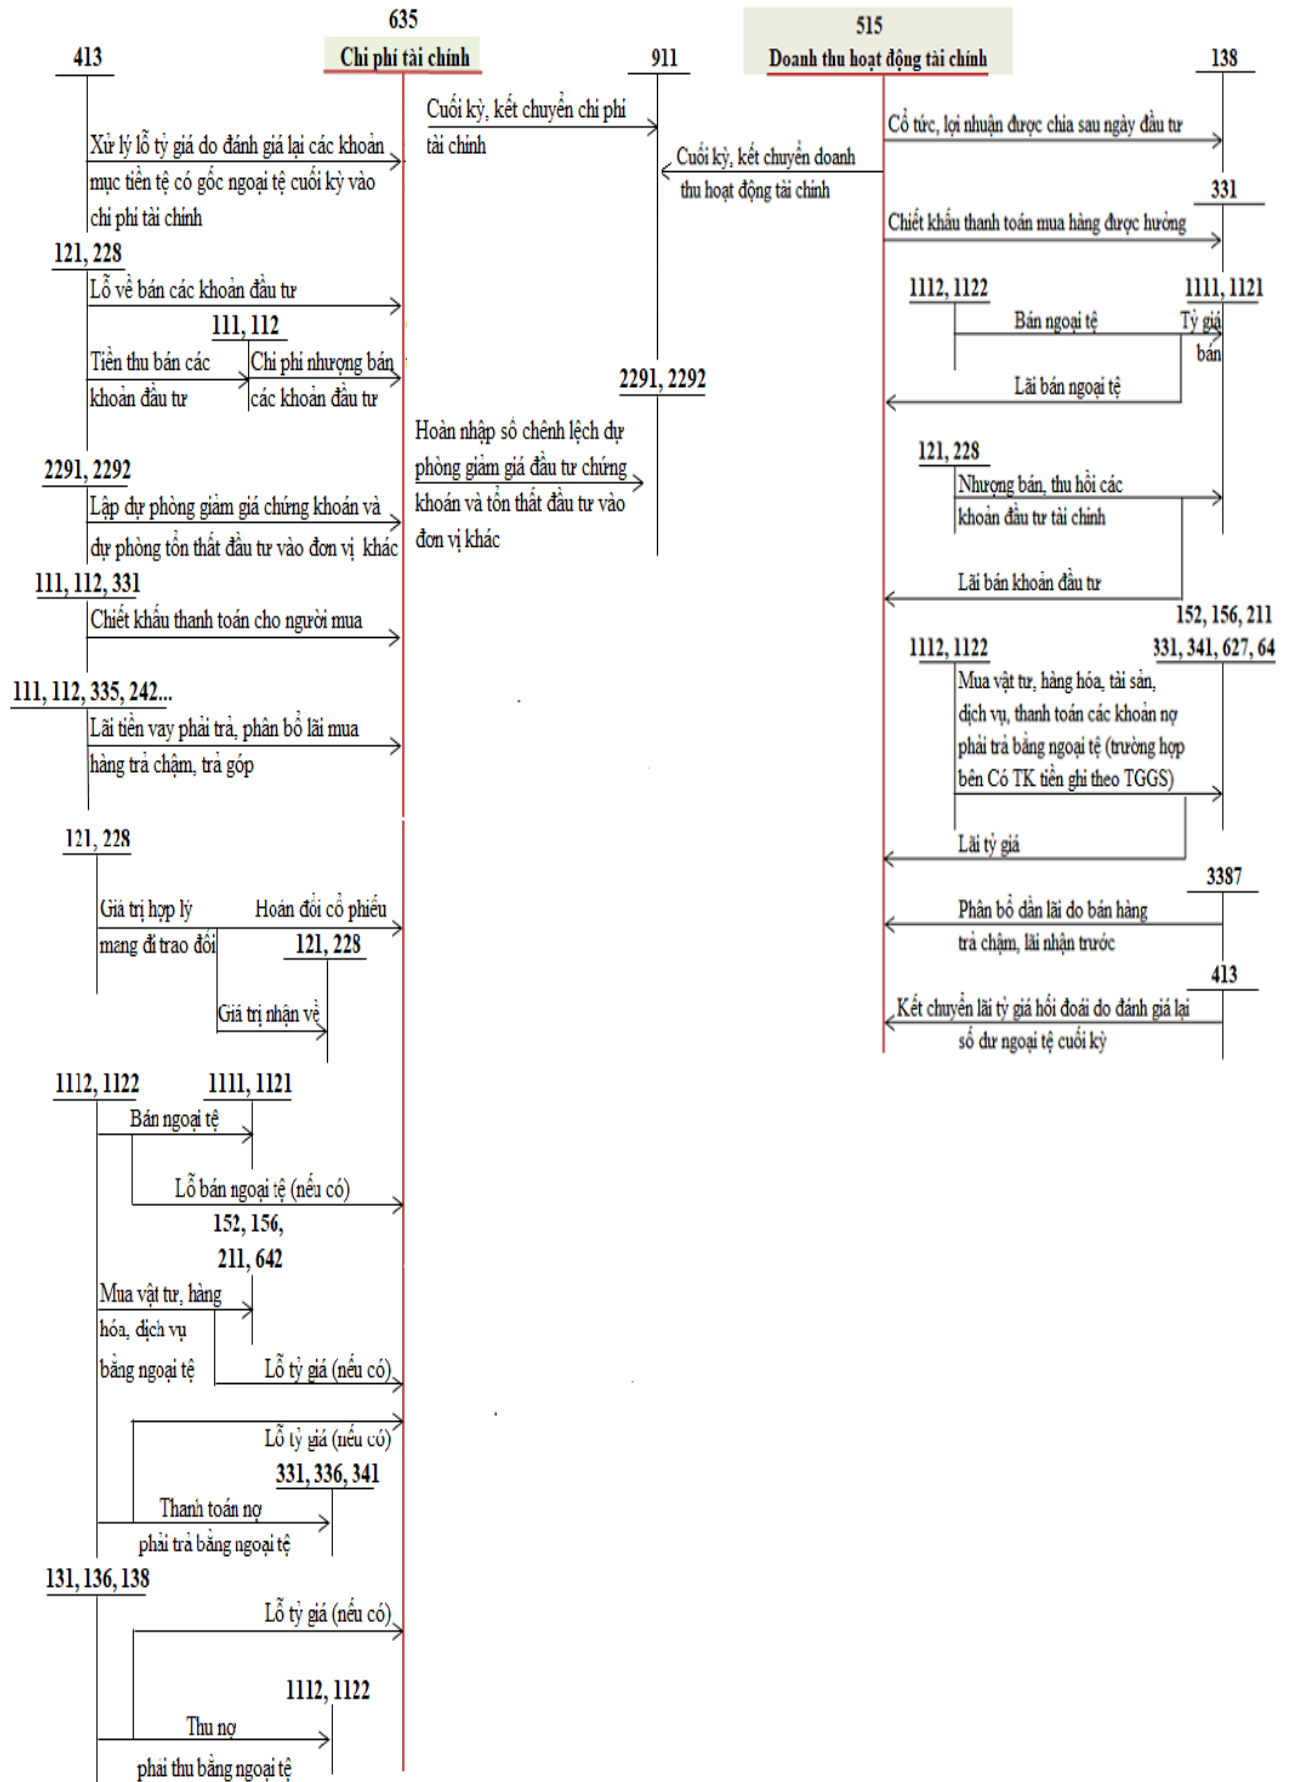 635
Chi phí tài chính
413
Xử lý lỗ tỷ giá do đánh giá lại các khoản
mục tiền tệ có gốc ngoại tệ cuối kỳ vào
chi phí tài chính
121, 228
Lỗ về bán các khoản đầu tư
111, 112
Tiền thu bán các
khoản đầu tư
Chi phí nhượng bán
các khoản đầu tư
2291, 2292
Lập dự phòng giảm giá chứng khoán và
dự phòng tổn thất đầu tư vào đơn vị khác
111, 112, 331
Chiết khấu thanh toán cho người mua
111, 112, 335, 242...
Lãi tiền vay phải trả, phân bổ lãi mua
hàng trả chậm, trả góp
121, 228
Giá trị hợp lý
mang đi trao đổi
Hoán đổi cổ phiếu
121, 228
Giá trị nhận về
1112, 1122
1111, 1121
Bán ngoại tệ
Lỗ bán ngoại tệ (nếu có)
152, 156,
211, 642
Mua vật tư, hàng
hóa, dịch vụ
bằng ngoại tệ
Lỗ tỷ giá (nếu có)
Lỗ tỷ giá (nếu có)
331, 336, 341
Thanh toán nợ
phải trả bằng ngoại tệ
131, 136, 138
Lỗ tỷ giá (nếu có)
1112, 1122
Thu nợ
phải thu bằng ngoại tệ
911
Cuối kỳ, kết chuyển chi phí
tài chính
Cuối kỳ, kết chuyển doanh
thu hoạt động tài chính
2291, 2292
Hoàn nhập số chênh lệch dự
phòng giảm giá đầu tư chứng
khoán và tổn thất đầu tư vào
đơn vị khác
515
Doanh thu hoạt động tài chính
138
Cổ tức, lợi nhuận được chia sau ngày đầu tư
331
Chiết khấu thanh toán mua hàng được hưởng
1112, 1122
1111, 1121
Bán ngoại tệ
Tỷ giá
bán
Lãi bán ngoại tệ
121, 228
Nhượng bán, thu hồi các
khoản đầu tư tài chính
Lãi bán khoản đầu tư
152, 156, 211
331, 341, 627, 64
1112, 1122
Mua vật tư, hàng hóa, tài sản,
dịch vụ, thanh toán các khoản nợ
phải trả bằng ngoại tệ (trường hợp
bên Có TK tiền ghi theo TGGS)
Lãi tỷ giá
3387
Phân bổ dần lãi do bán hàng
trả chậm, lãi nhận trước
413
Kết chuyển lãi tỷ giá hối đoái do đánh giá lại
số dư ngoại tệ cuối kỳ